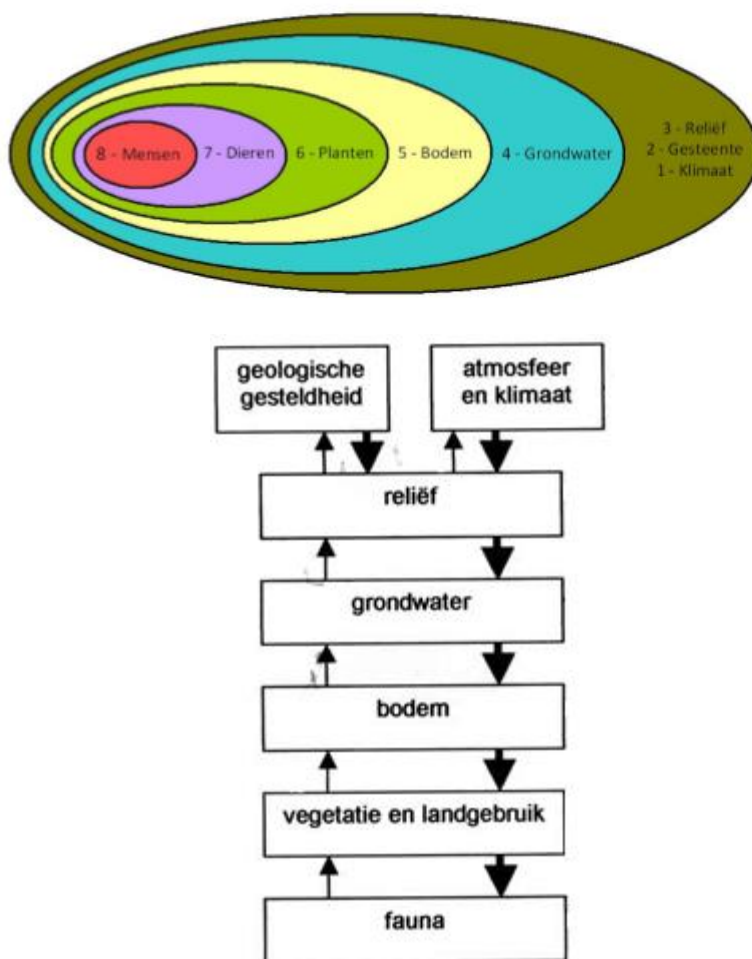 8 - Mensen
7 - Dieren
6 - Planten
5 - Bodem
4 - Grondwater
3 - Reliëf
2 - Gesteente
1 - Klimaat
geologische
gesteldheid
atmosfeer
en klimaat
reliëf
grondwater
bodem
vegetatie en landgebruik
fauna